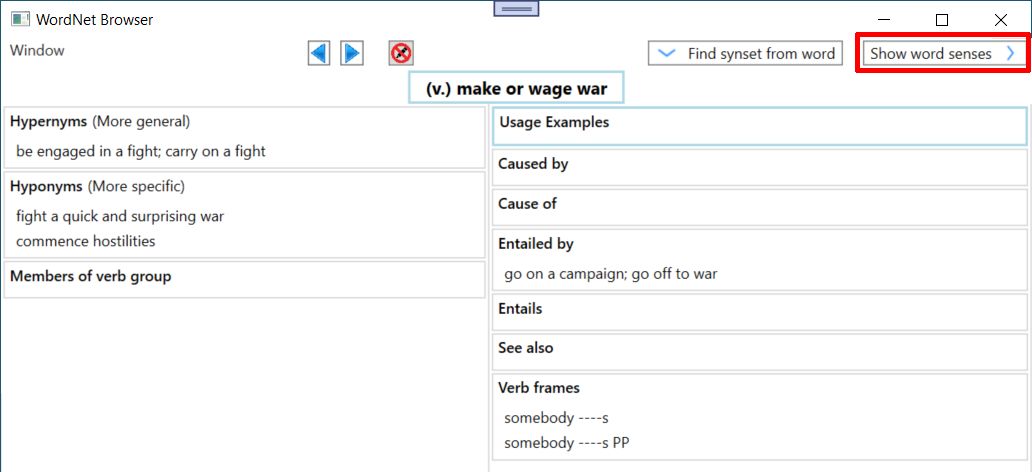 WordNet Browser
Window
Find synset from word
Show word senses
(v.) make or wage war
Hypernyms (More general)
be engaged in a fight; carry on a fight
Hyponyms (More specific)
fight a quick and surprising war
commence hostilities
Members of verb group
Usage Examples
Caused by
Cause of
Entailed by
go on a campaign; go off to war
Entails
See also
Verb frames
somebody ----s
somebody ----s PP